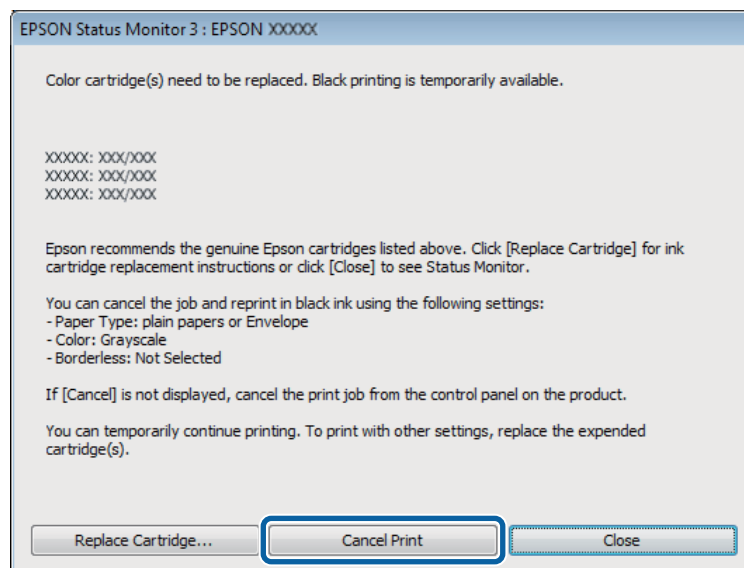 EPSON Status Monitor 3 : EPSON XXXXX
Color cartridge(s) need to be replaced. Black printing is temporarily available.
XXXXX: XXX/XXX
XXXXX: XXX/XXX
XXXXX: XXX/XXX
Epson recommends the genuine Epson cartridges listed above. Click [Replace Cartridge] for ink
cartridge replacement instructions or click [Close] to see Status Monitor.
You can cancel the job and reprint in black ink using the following settings:
- Paper Type: plain papers or Envelope
- Color: Grayscale
- Borderless: Not Selected
If [Cancel] is not displayed, cancel the print job from the control panel on the product.
You can temporarily continue printing. To print with other settings, replace the expended
cartridge(s).
Replace Cartridge... Cancel Print Close